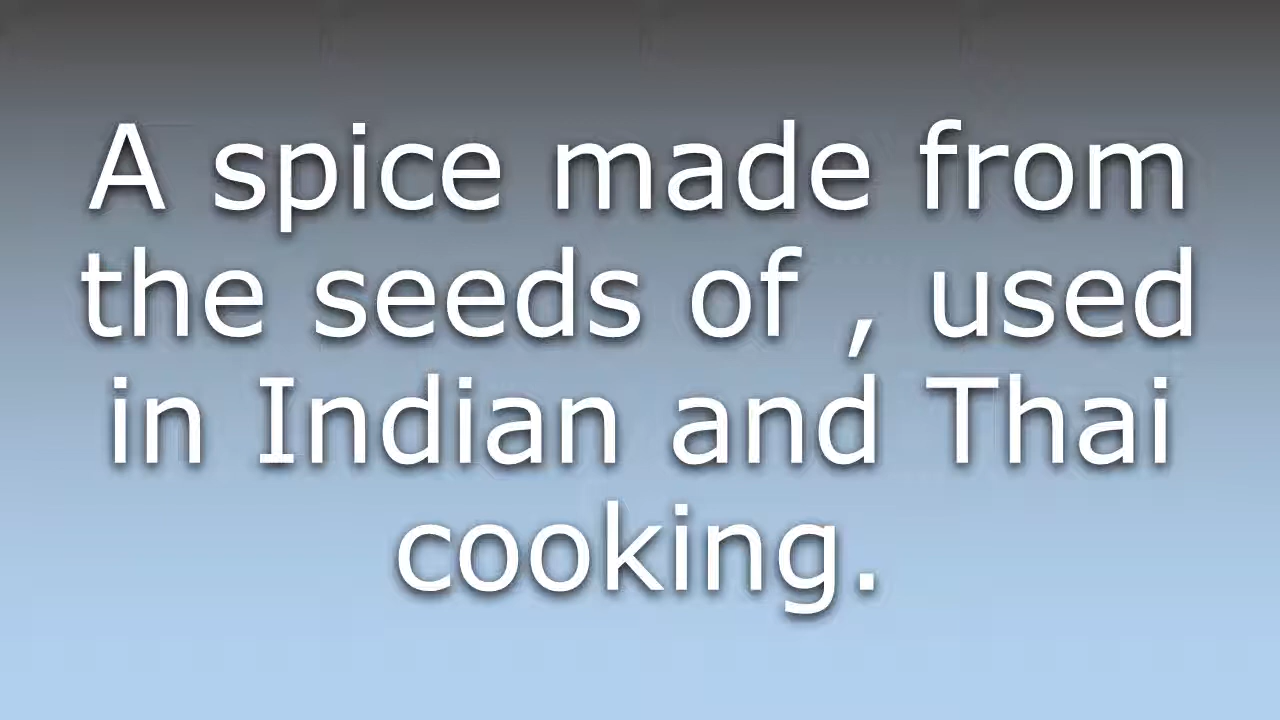 A spice made from
the seeds of , used
in Indian and Thai
cooking.